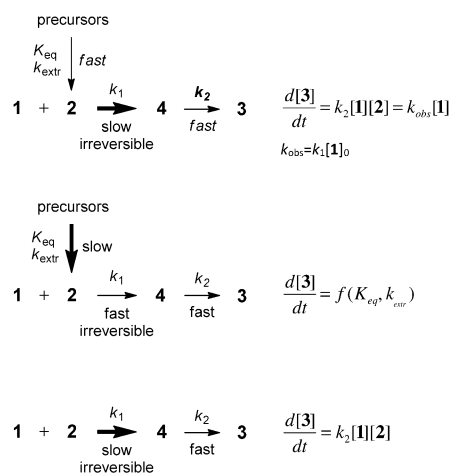 precursors
Keq
kextr
fast
k1
k2
1 + 2 4 3
d[3]/dt = k2[1][2] = kobs[1]
slow
irreversible
fast
kobs=k1[1]0
precursors
Keq
kextr
slow
k1
k2
1 + 2 4 3
d[3]/dt = f(Keq, kextr)
fast
irreversible
fast
k1
k2
1 + 2 4 3
d[3]/dt = k2[1][2]
slow
irreversible
fast